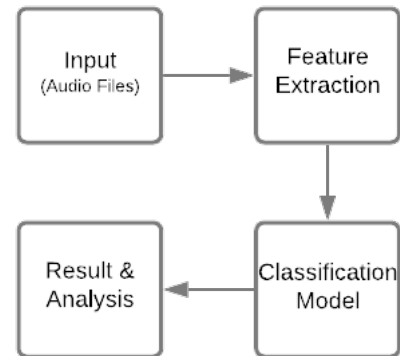 Input
(Audio Files)
Feature
Extraction
Classification
Model
Result &
Analysis